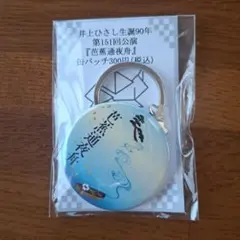 井上ひさし生誕90年
第151回公演
『芭蕉通夜舟』
缶バッチ300円(税込)
芭蕉通夜舟